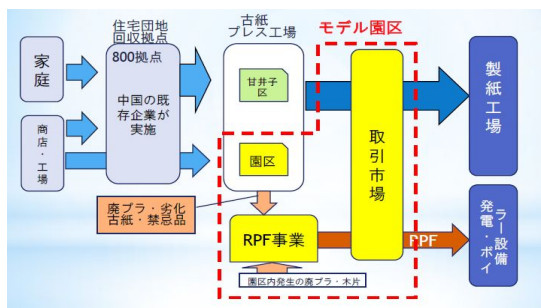 家庭
商店・工場
住宅団地
回収拠点
800拠点
中国の既
存企業が
実施
古紙
プレス工場
甘井子
区
園区
モデル園区
取引市場
製紙工場
廃プラ・劣化
古紙・禁忌品
RPF事業
RPF
発電・ボイ
ラー設備
園区内発生の廃プラ・木片